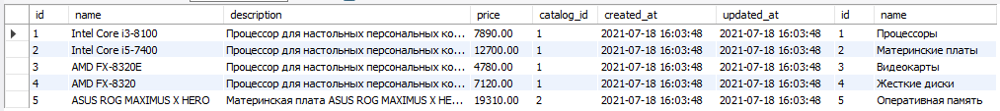 id name description price catalog_id created_at updated_at id name
1 Intel Core i3-8100 Процессор для настольных персональных ко... 7890.00 1 2021-07-18 16:03:48 2021-07-18 16:03:48 1 Процессоры
2 Intel Core i5-7400 Процессор для настольных персональных ко... 12700.00 1 2021-07-18 16:03:48 2021-07-18 16:03:48 2 Материнские платы
3 AMD FX-8320E Процессор для настольных персональных ко... 4780.00 1 2021-07-18 16:03:48 2021-07-18 16:03:48 3 Видеокарты
4 AMD FX-8320 Процессор для настольных персональных ко... 7120.00 1 2021-07-18 16:03:48 2021-07-18 16:03:48 4 Жесткие диски
5 ASUS ROG MAXIMUS X HERO Материнская плата ASUS ROG MAXIMUS X HE... 19310.00 2 2021-07-18 16:03:48 2021-07-18 16:03:48 5 Оперативная память